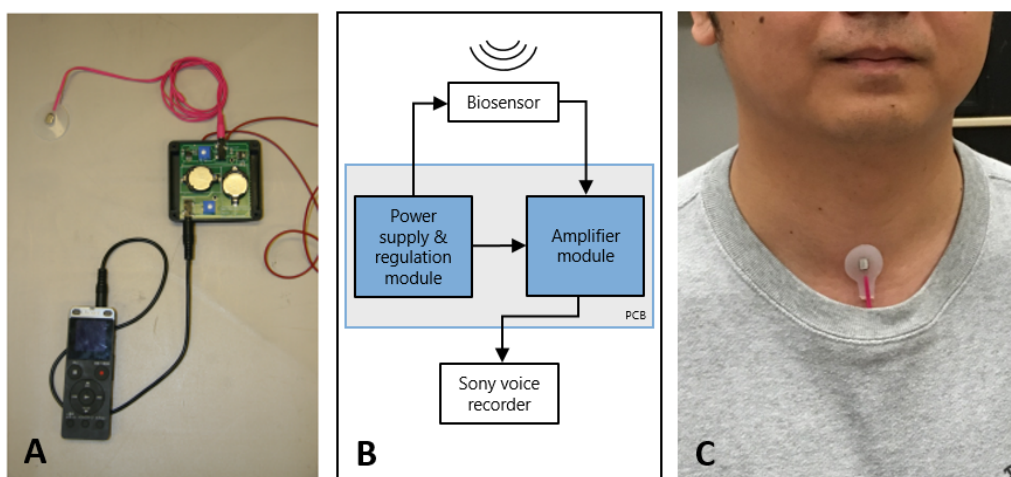 Biosensor
Power
supply &
regulation
module
Amplifier
module
PCB
Sony voice
recorder
A
B
C